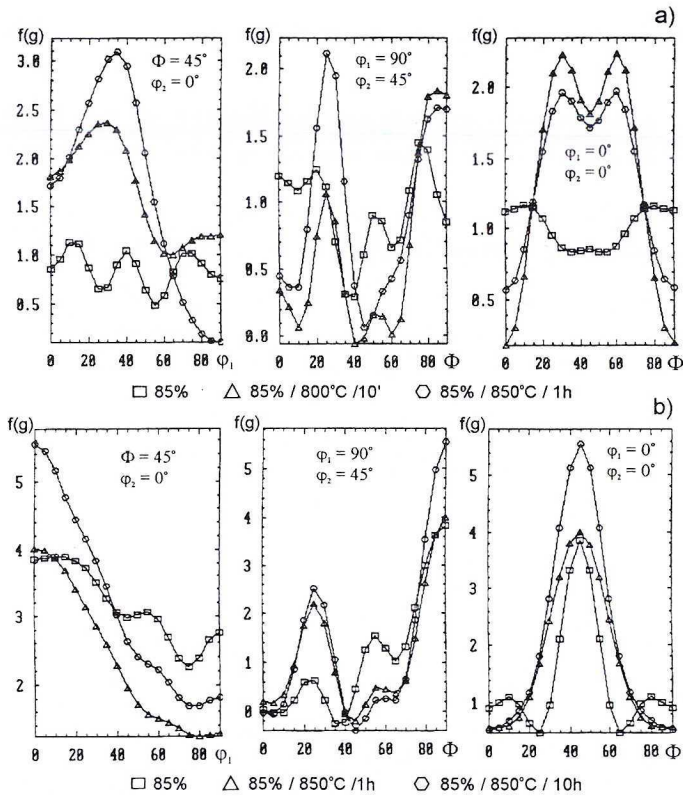 a)
f(g)
Φ = 45°
φ₂ = 0°
3.0
2.5
2.0
1.5
1.0
0.5
0 20 40 60 80 φ₁
f(g)
φ₁ = 90°
φ₂ = 45°
2.0
1.5
1.0
0.5
0.0
0 20 40 60 80 Φ
f(g)
φ₁ = 0°
φ₂ = 0°
2.0
1.5
1.0
0.5
0 20 40 60 80 Φ
□ 85% △ 85% / 800°C /10' ○ 85% / 850°C / 1h
b)
f(g)
Φ = 45°
φ₂ = 0°
5
4
3
2
0 20 40 60 80 φ₁
f(g)
φ₁ = 90°
φ₂ = 45°
5
4
3
2
1
0
0 20 40 60 80 Φ
f(g)
φ₁ = 0°
φ₂ = 0°
5
4
3
2
1
0 20 40 60 80 Φ
□ 85% △ 85% / 850°C /1h ○ 85% / 850°C / 10h